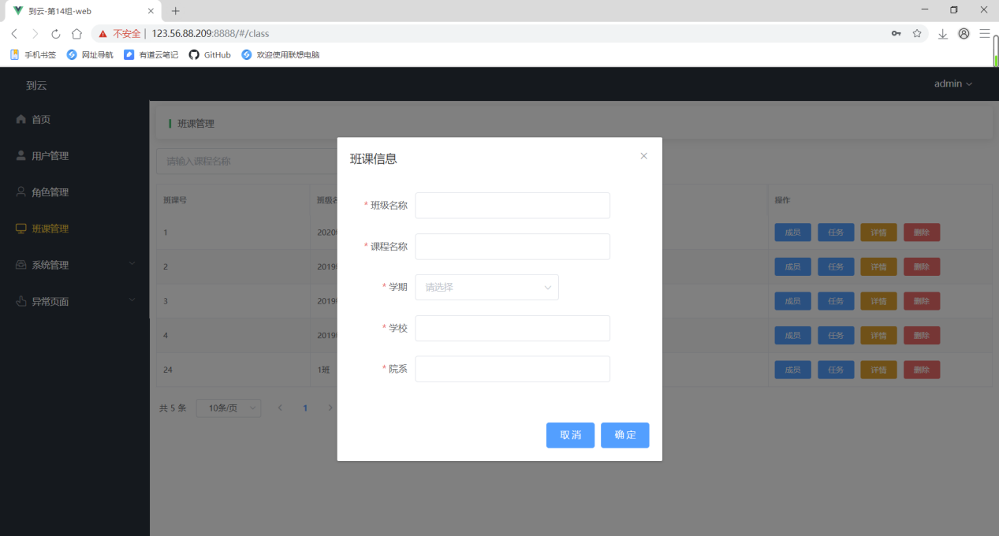 到云-第14组-web
不安全 | 123.56.88.209:8888/#/class
手机书签 网址导航 有道云笔记 GitHub 欢迎使用联想电脑
到云 admin
首页
用户管理
角色管理
班课管理
系统管理
异常页面
班课管理
请输入课程名称
班课号 操作
1 2020 成员 任务 详情 删除
2 2019 成员 任务 详情 删除
3 2019 成员 任务 详情 删除
4 2019 成员 任务 详情 删除
24 1班 成员 任务 详情 删除
共 5 条 10条/页 1
班课信息
* 班级名称
* 课程名称
* 学期 请选择
* 学校
* 院系
取消 确定